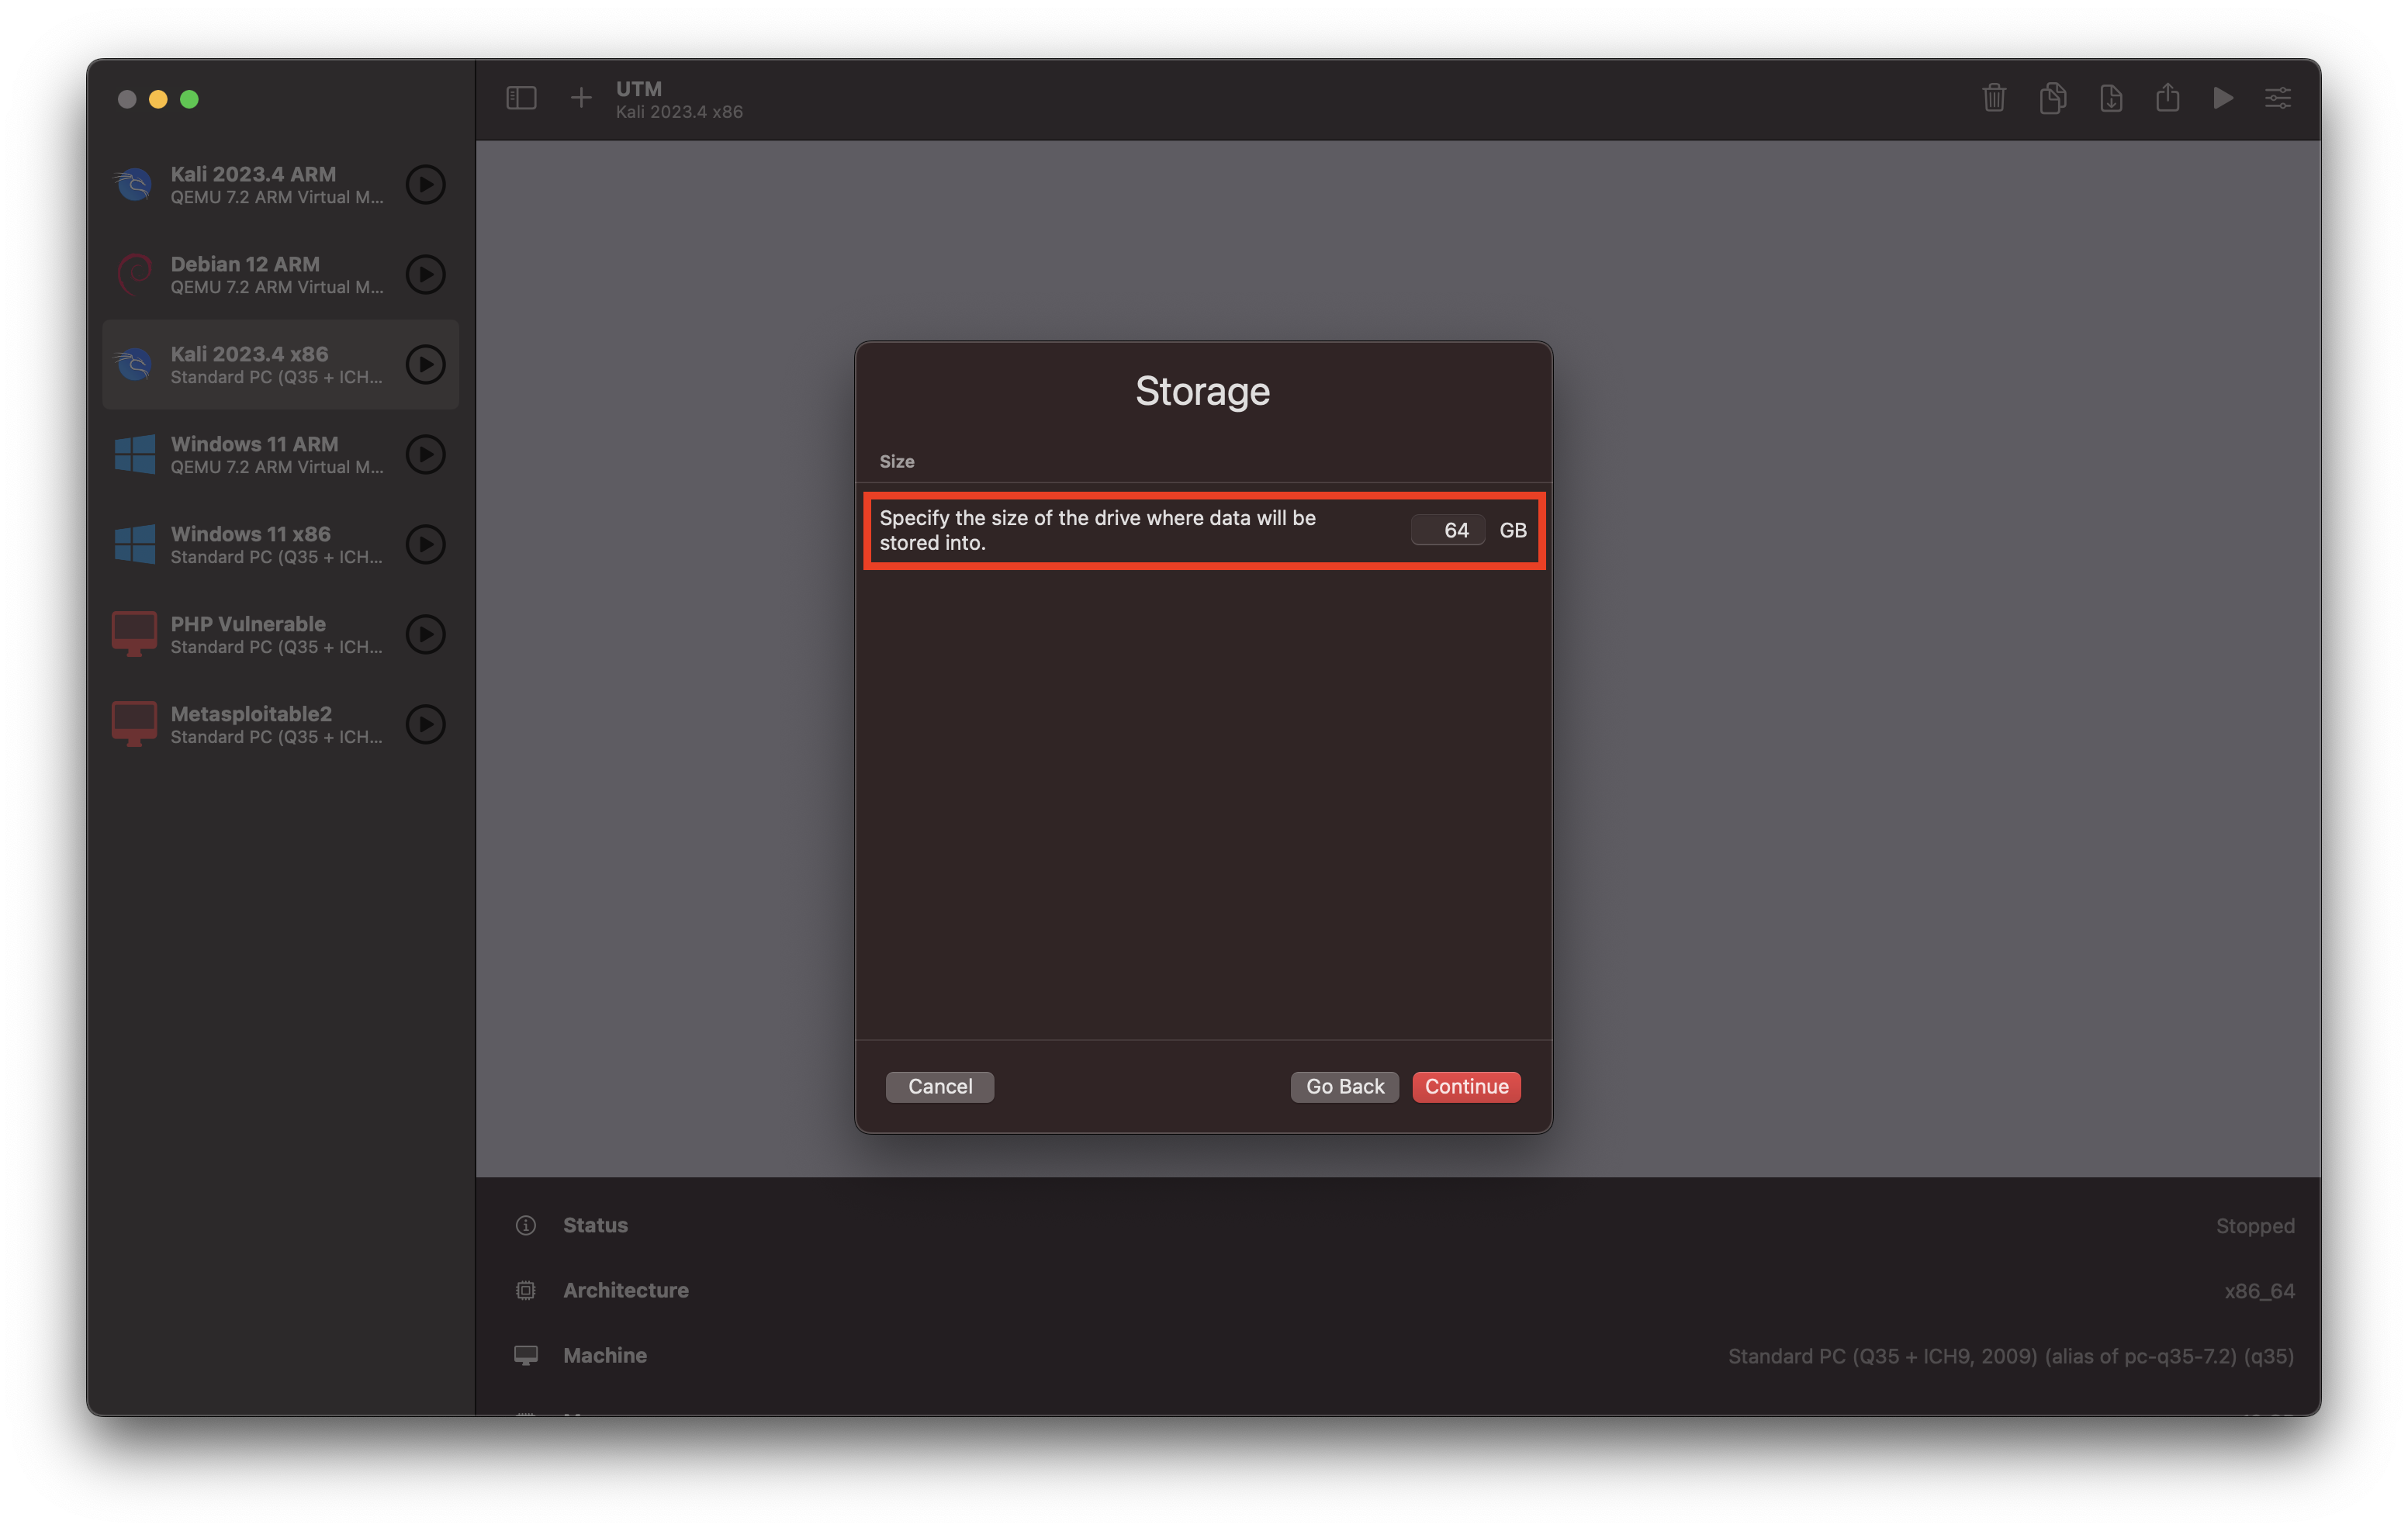 UTM
Kali 2023.4 x86
Kali 2023.4 ARM
QEMU 7.2 ARM Virtual M...
Debian 12 ARM
QEMU 7.2 ARM Virtual M...
Kali 2023.4 x86
Standard PC (Q35 + ICH...
Windows 11 ARM
QEMU 7.2 ARM Virtual M...
Windows 11 x86
Standard PC (Q35 + ICH...
PHP Vulnerable
Standard PC (Q35 + ICH...
Metasploitable2
Standard PC (Q35 + ICH...
Storage
Size
Specify the size of the drive where data will be
stored into.
64 GB
Cancel
Go Back
Continue
Status
Stopped
Architecture
x86_64
Machine
Standard PC (Q35 + ICH9, 2009) (alias of pc-q35-7.2) (q35)